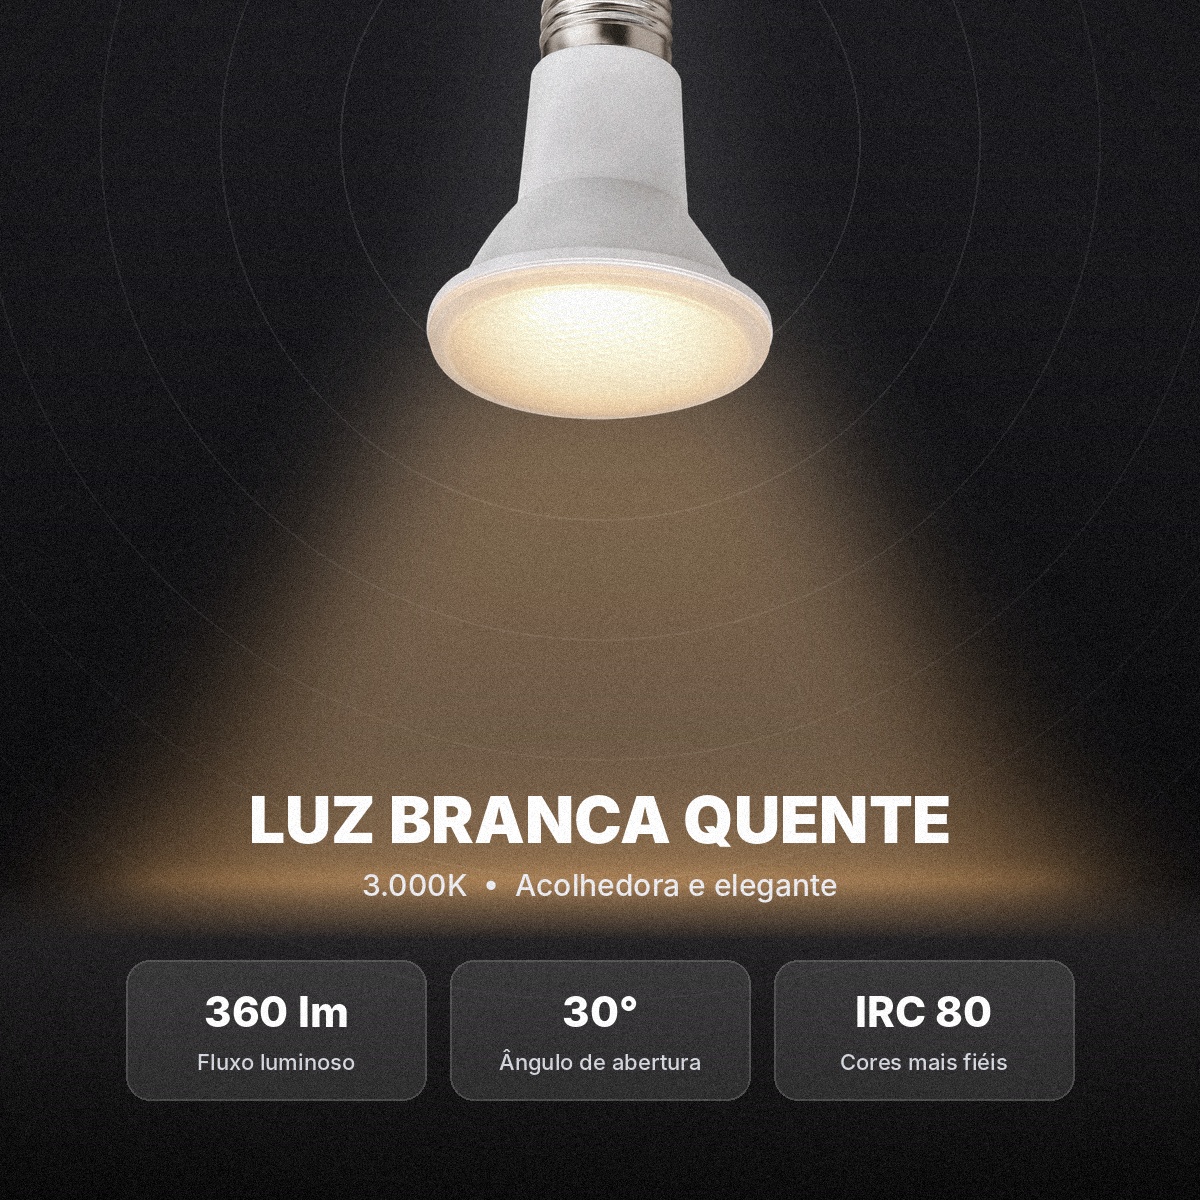 LUZ BRANCA QUENTE
3.000K • Acolhedora e elegante
360 lm
Fluxo luminoso
30°
Ângulo de abertura
IRC 80
Cores mais fiéis